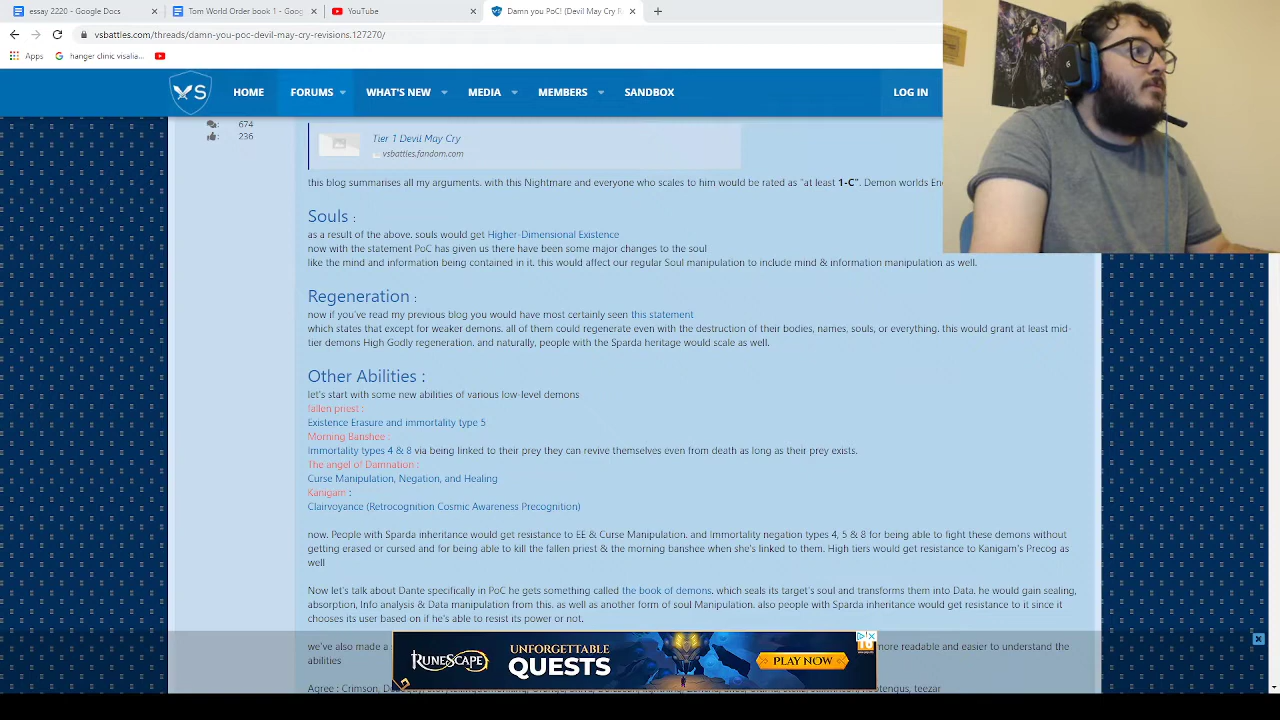 essay 2220 - Google Docs
Tom World Order book 1 - Goog
YouTube
Damn you PoC! (Devil May Cry R
vsbattles.com/threads/damn-you-poc-devil-may-cry-revisions.127270/
Apps
hanger clinic visalia...
VS
HOME
FORUMS
WHAT'S NEW
MEDIA
MEMBERS
SANDBOX
LOG IN
674
236
Tier 1 Devil May Cry
vsbattles.fandom.com
this blog summarises all my arguments. with this Nightmare and everyone who scales to him would be rated as "at least 1-C". Demon worlds En
Souls :
as a result of the above. souls would get Higher-Dimensional Existence
now with the statement PoC has given us there have been some major changes to the soul
like the mind and information being contained in it. this would affect our regular Soul manipulation to include mind & information manipulation as well.
Regeneration :
now if you've read my previous blog you would have most certainly seen this statement
which states that except for weaker demons. all of them could regenerate even with the destruction of their bodies, names, souls, or everything. this would grant at least mid-
tier demons High Godly regeneration. and naturally, people with the Sparda heritage would scale as well.
Other Abilities :
let's start with some new abilities of various low-level demons
fallen priest :
Existence Erasure and immortality type 5
Morning Banshee :
Immortality types 4 & 8 via being linked to their prey they can revive themselves even from death as long as their prey exists.
The angel of Damnation :
Curse Manipulation, Negation, and Healing
Kanigam :
Clairvoyance (Retrocognition Cosmic Awareness Precognition)
now. People with Sparda inheritance would get resistance to EE & Curse Manipulation. and Immortality negation types 4, 5 & 8 for being able to fight these demons without
getting erased or cursed and for being able to kill the fallen priest & the morning banshee when she's linked to them. High tiers would get resistance to Kanigam's Precog as
well
Now let's talk about Dante specifically in PoC he gets something called the book of demons. which seals its target's soul and transforms them into Data. he would gain sealing,
absorption, Info analysis & Data manipulation from this. as well as another form of soul Manipulation. also people with Sparda inheritance would get resistance to it since it
chooses its user based on if he's able to resist its power or not.
we've also made a
more readable and easier to understand the
abilities
RUNESCAPE
UNFORGETTABLE
QUESTS
PLAY NOW
Agree : Crimson,
teezar